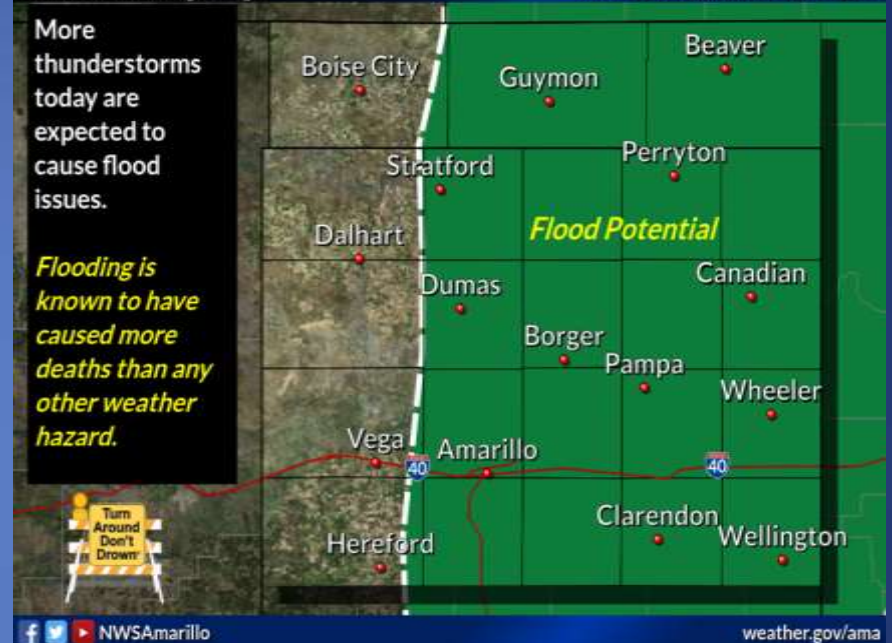 More
thunderstorms
today are
expected to
cause flood
issues.
Flooding is
known to have
caused more
deaths than any
other weather
hazard.
Boise City
Guymon
Beaver
Stratford
Perryton
Dalhart
Flood Potential
Dumas
Canadian
Borger
Pampa
Wheeler
Vega
40
Amarillo
40
Hereford
Clarendon
Wellington
Turn
Around
Don't
Drown
NWSAmarillo
weather.gov/ama